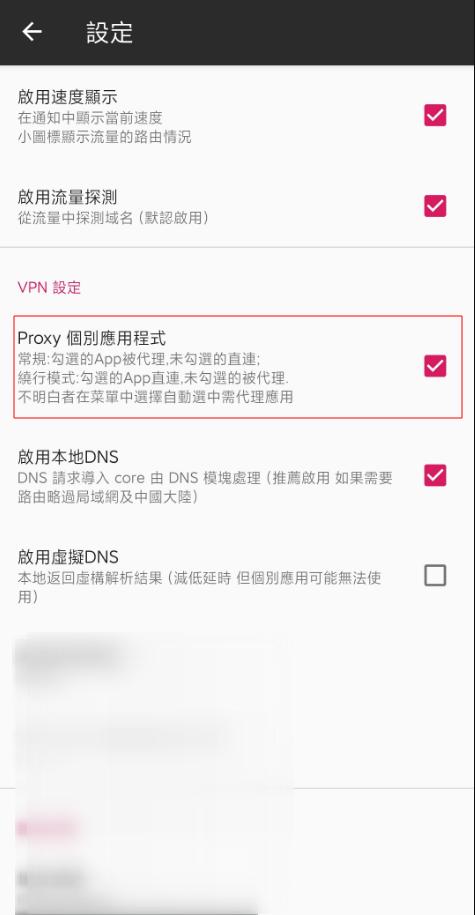 設定
啟用速度顯示
在通知中顯示當前速度
小圖標顯示流量的路由情況
啟用流量探測
從流量中探測域名 (默認啟用)
VPN 設定
Proxy 個別應用程式
常規:勾選的App被代理,未勾選的直連;
繞行模式:勾選的App直連,未勾選的被代理.
不明白者在菜單中選擇自動選中需代理應用
啟用本地DNS
DNS 請求導入 core 由 DNS 模塊處理 (推薦啟用 如果需要
路由略過局域網及中國大陸)
啟用虛擬DNS
本地返回虛構解析結果 (減低延時 但個別應用可能無法使
用)